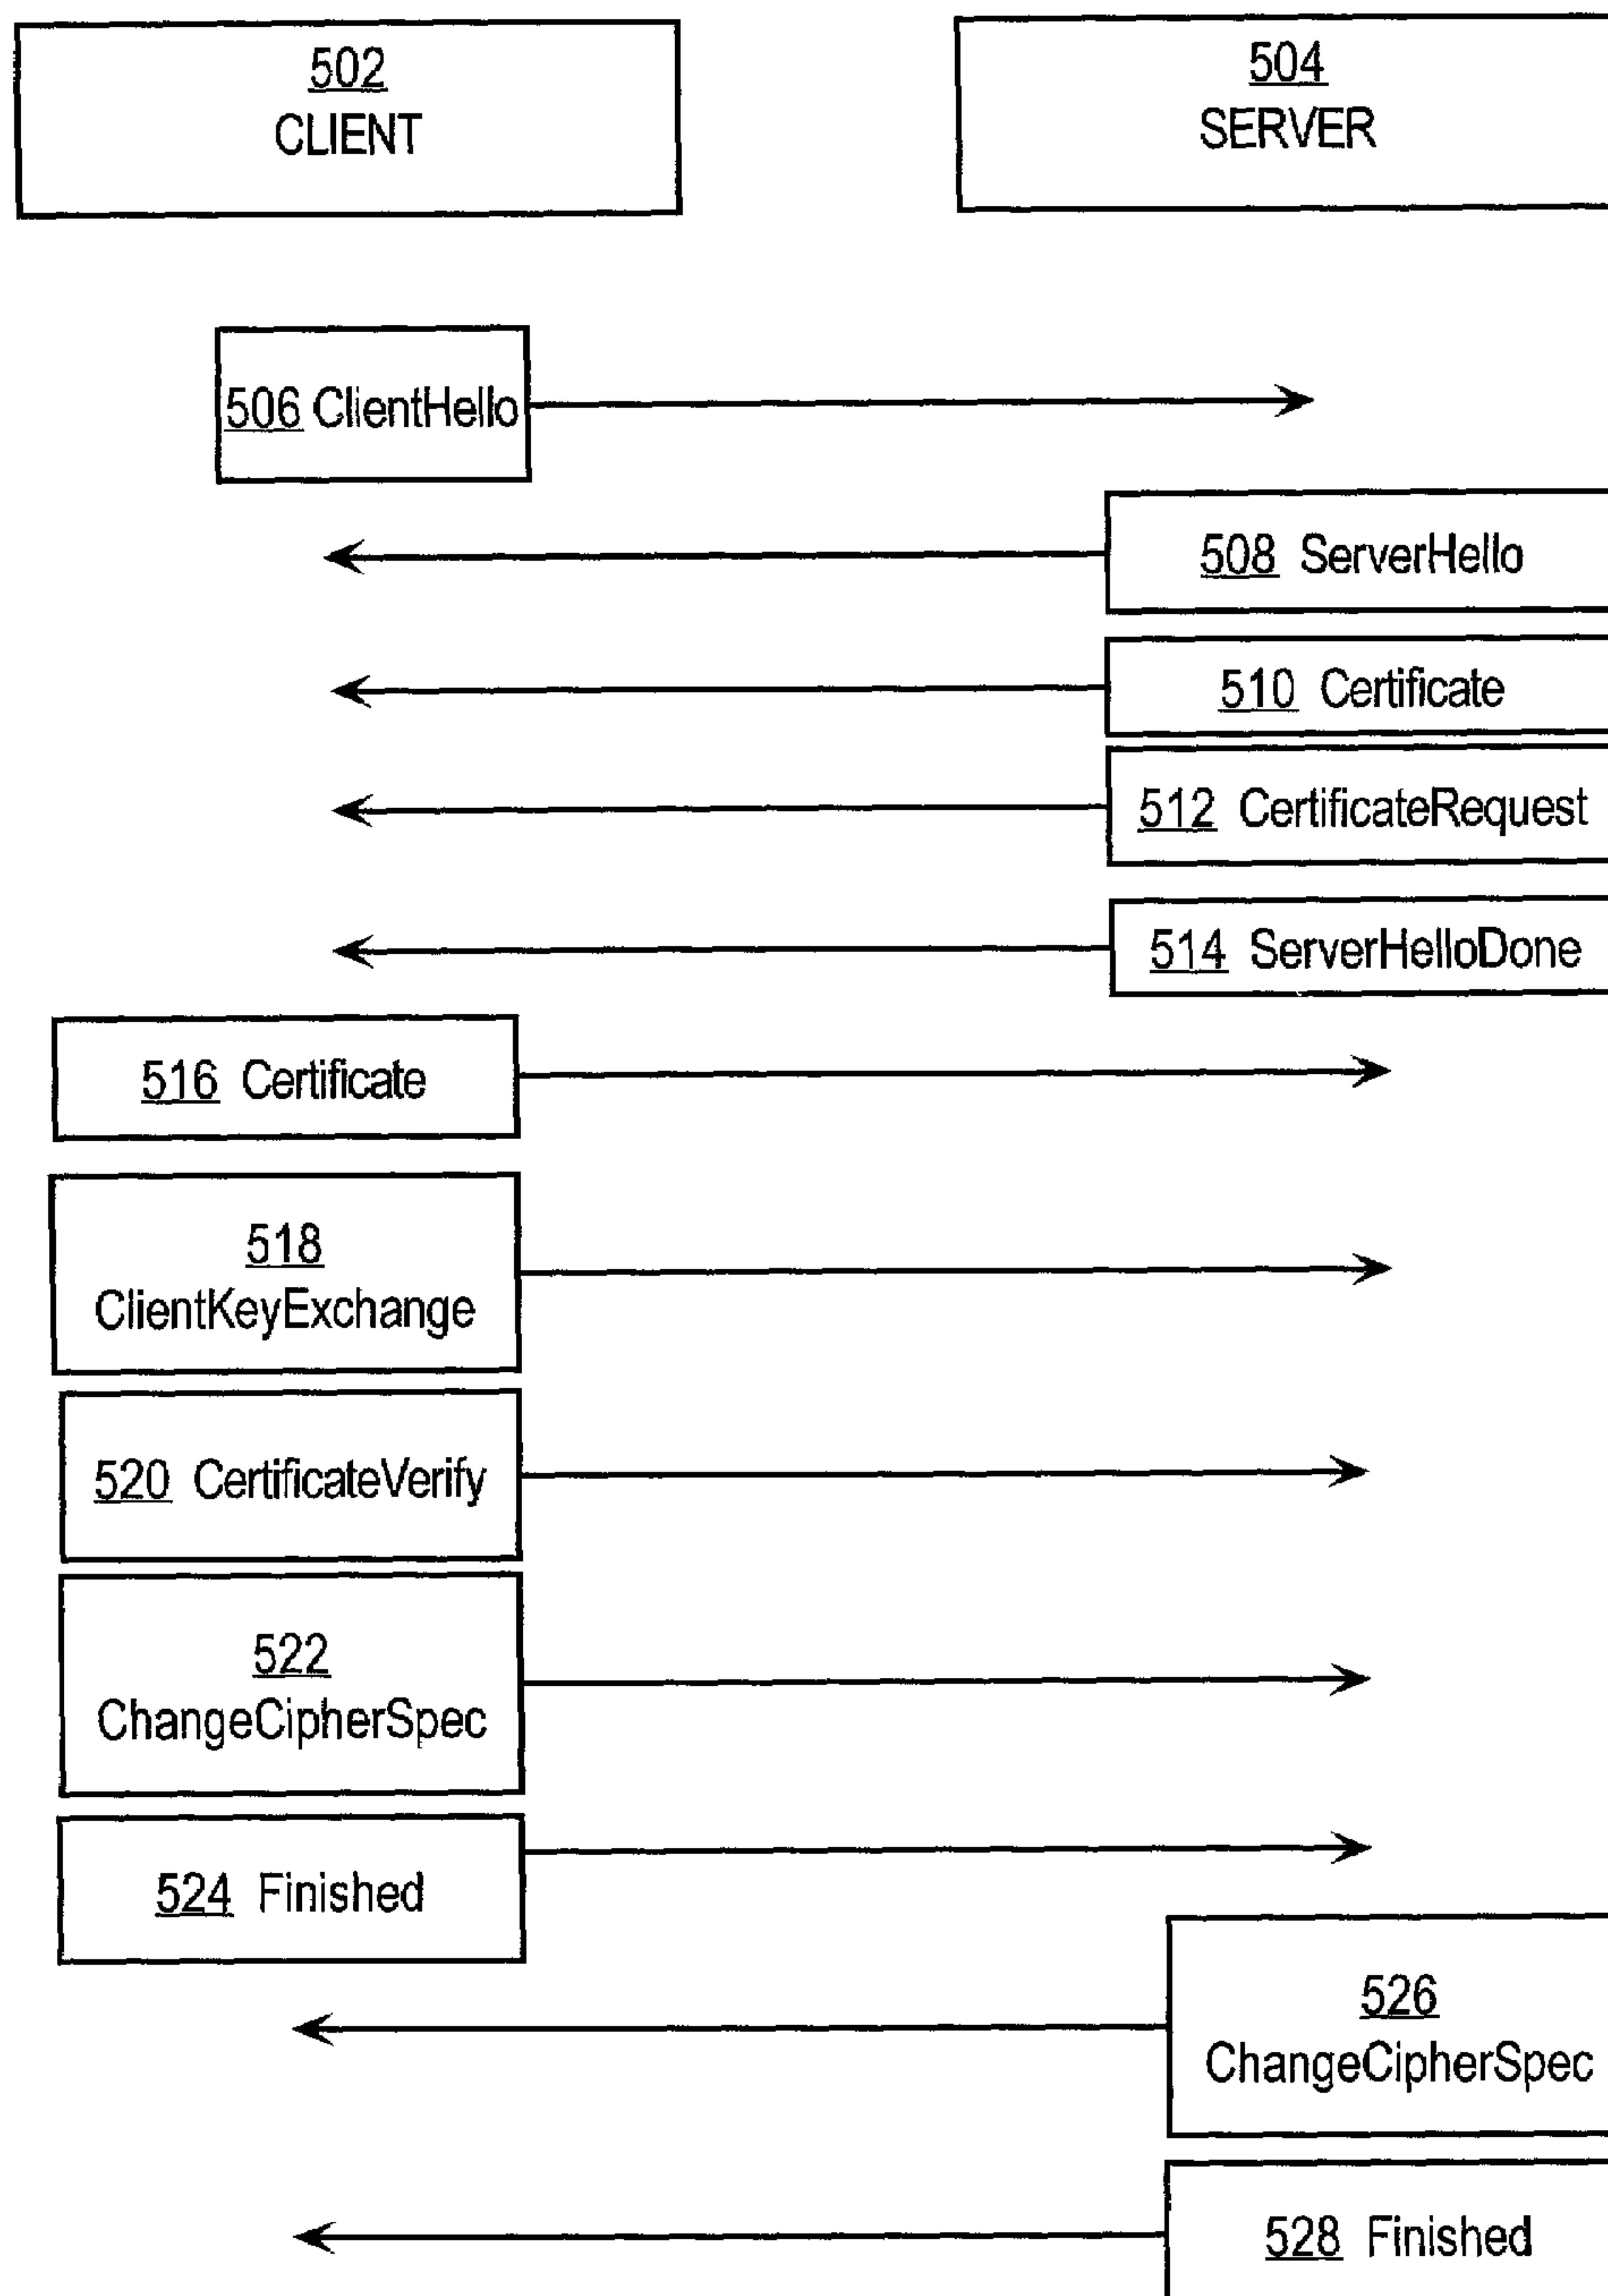 502
CLIENT
504
SERVER
506 ClientHello
508 ServerHello
510 Certificate
512 CertificateRequest
514 ServerHelloDone
516 Certificate
518
ClientKeyExchange
520 CertificateVerify
522
ChangeCipherSpec
524 Finished
526
ChangeCipherSpec
528 Finished